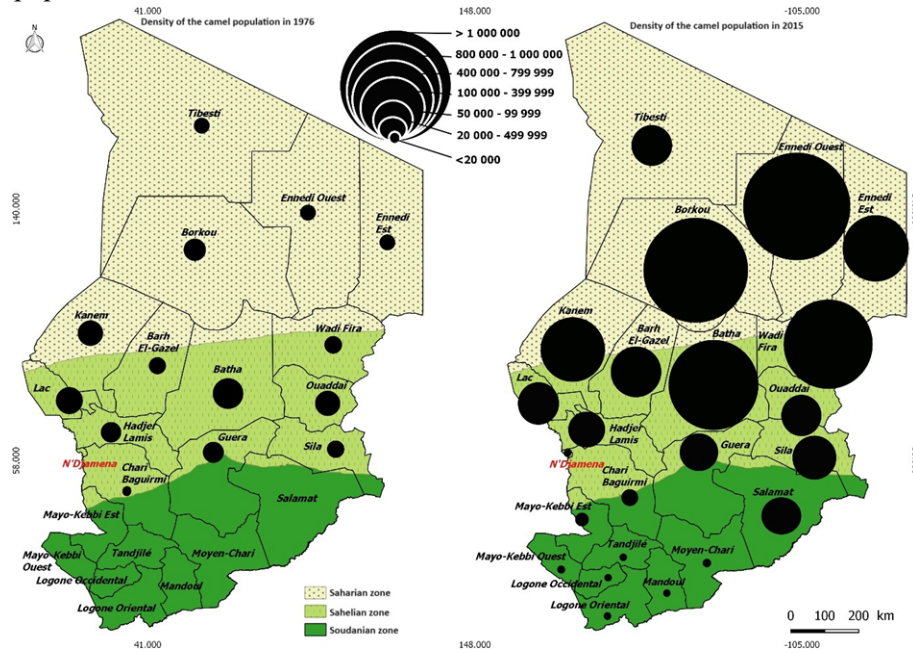 41.000
148.000
-105.000
Density of the camel population in 1976
Density of the camel population in 2015
> 1 000 000
800 000 - 1 000 000
400 000 - 799 999
100 000 - 399 999
50 000 - 99 999
20 000 - 499 999
<20 000
140.000
58.000
Tibesti
Ennedi Ouest
Ennedi
Est
Borkou
Kanem
Barh
El-Gazel
Wadi Fira
Batha
Lac
Ouaddai
Hadjer
Lamis
Guera
Sila
N'Djamena
Chari
Baguirmi
Salamat
Mayo-Kebbi Est
Mayo-Kebbi
Ouest
Tandjilé
Moyen-Chari
Logone Occidental
Mandoul
Logone Oriental
Tibesti
Ennedi Ouest
Ennedi
Est
Borkou
Kanem
Barh
El-Gazel
Batha
Wadi
Fira
Lac
Ouaddai
Hadjer
Lamis
Guera
Sila
N'Djamena
Chari
Baguirmi
Salamat
Mayo-Kebbi Est
Tandjilé
Moyen-Chari
Mayo-Kebbi Ouest
Logone Occidental
Mandoul
Logone Oriental
Saharian zone
Sahelian zone
Soudanian zone
0 100 200 km
41.000
148.000
-105.000